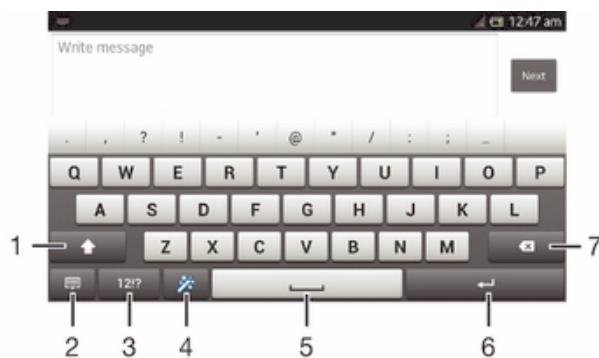 12:47 am
Write message
Next
. , ? ! - ' @ " / : ; _
Q W E R T Y U I O P
A S D F G H J K L
1 Z X C V B N M 7
12!?
2 3 4 5 6